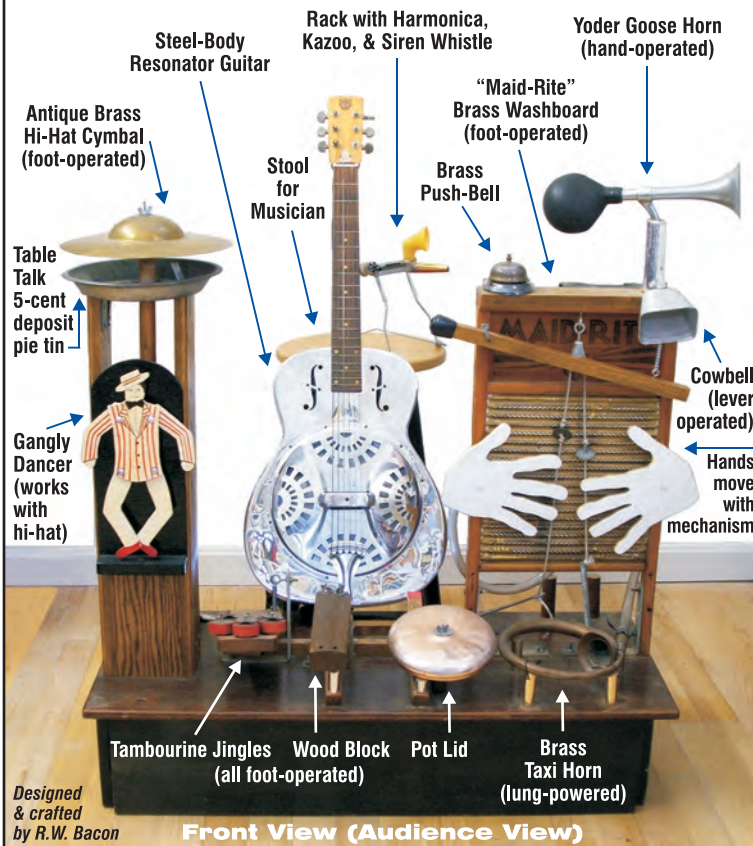 Rack with Harmonica,
Kazoo, & Siren Whistle
Yoder Goose Horn
(hand-operated)
Steel-Body
Resonator Guitar
“Maid-Rite”
Brass Washboard
(foot-operated)
Antique Brass
Hi-Hat Cymbal
(foot-operated)
Stool
for
Musician
Brass
Push-Bell
Table
Talk
5-cent
deposit
pie tin
MAID-RIT
Cowbell
(lever
operated)
Gangly
Dancer
(works
with
hi-hat)
Hands
move
with
mechanism
Tambourine Jingles
Wood Block
(all foot-operated)
Pot Lid
Brass
Taxi Horn
(lung-powered)
Designed
& crafted
by R.W. Bacon
Front View (Audience View)